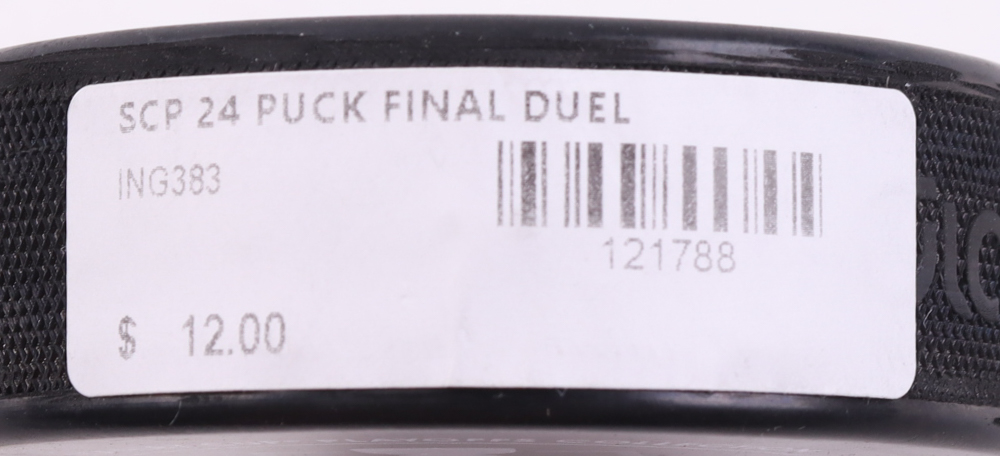 SCP 24 PUCK FINAL DUEL
ING383
121788
$ 12.00